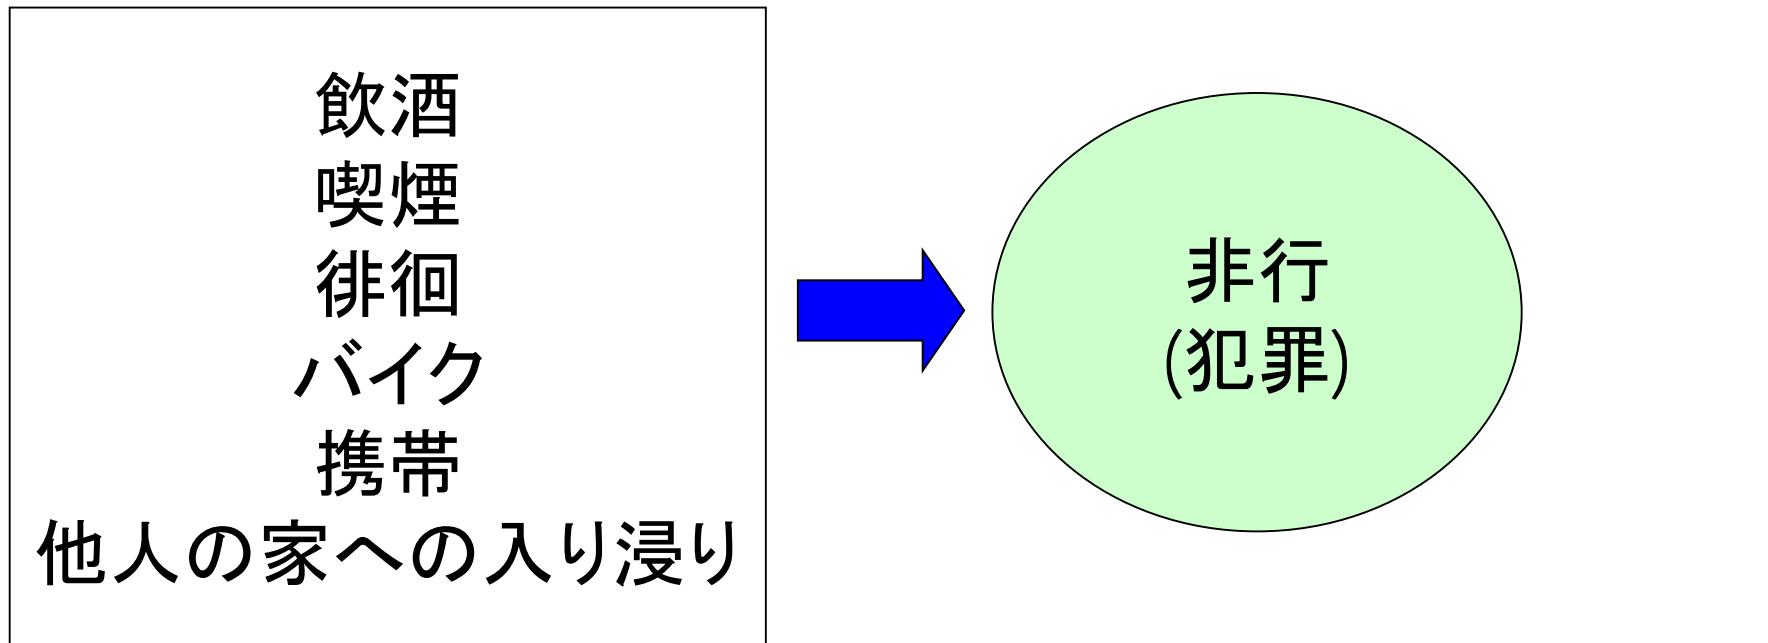 飲酒
喫煙
徘徊
バイク
携帯
他人の家への入り浸り
非行
(犯罪)